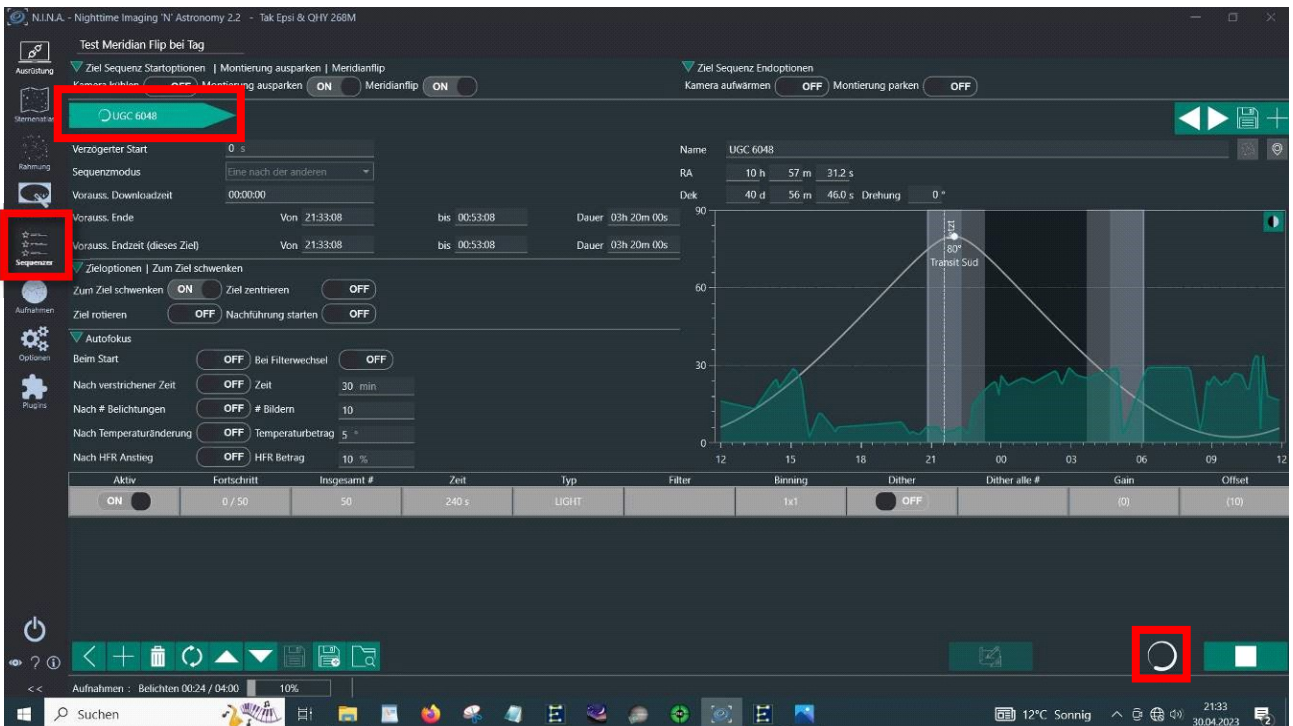 N.I.N.A. - Nighttime Imaging 'N' Astronomy 2.2 - Tak Epsi & QHY 268M
Test Meridian Flip bei Tag
Ausrüstung
Sternenatlas
Rahmung
Sequenzer
Aufnahmen
Optionen
Plugins
Ziel Sequenz Startoptionen | Montierung ausparken | Meridianflip
Kamera kühlen OFF Montierung ausparken ON Meridianflip ON
Ziel Sequenz Endoptionen
Kamera aufwärmen OFF Montierung parken OFF
UGC 6048
Verzögerter Start 0 s
Sequenzmodus Eine nach der anderen
Vorauss. Downloadzeit 00:00:00
Vorauss. Ende Von 21:33:08 bis 00:53:08 Dauer 03h 20m 00s
Vorauss. Endzeit (dieses Ziel) Von 21:33:08 bis 00:53:08 Dauer 03h 20m 00s
Zieloptionen | Zum Ziel schwenken
Zum Ziel schwenken ON Ziel zentrieren OFF
Ziel rotieren OFF Nachführung starten OFF
Autofokus
Beim Start OFF Bei Filterwechsel OFF
Nach verstrichener Zeit OFF Zeit 30 min
Nach # Belichtungen OFF # Bildern 10
Nach Temperaturänderung OFF Temperaturbetrag 5 °
Nach HFR Anstieg OFF HFR Betrag 10 %
Name UGC 6048
RA 10 h 57 m 31.2 s
Dek 40 d 56 m 46.0 s Drehung 0 °
90
60
30
0
Jetzt
80°
Transit Süd
12 15 18 21 00 03 06 09 12
Aktiv Fortschritt Insgesamt # Zeit Typ Filter Binning Dither Dither alle # Gain Offset
ON 0 / 50 50 240 s LIGHT 1x1 OFF (0) (10)
<<
Aufnahmen : Belichten 00:24 / 04:00 10%
Suchen
12°C Sonnig
21:33
30.04.2023